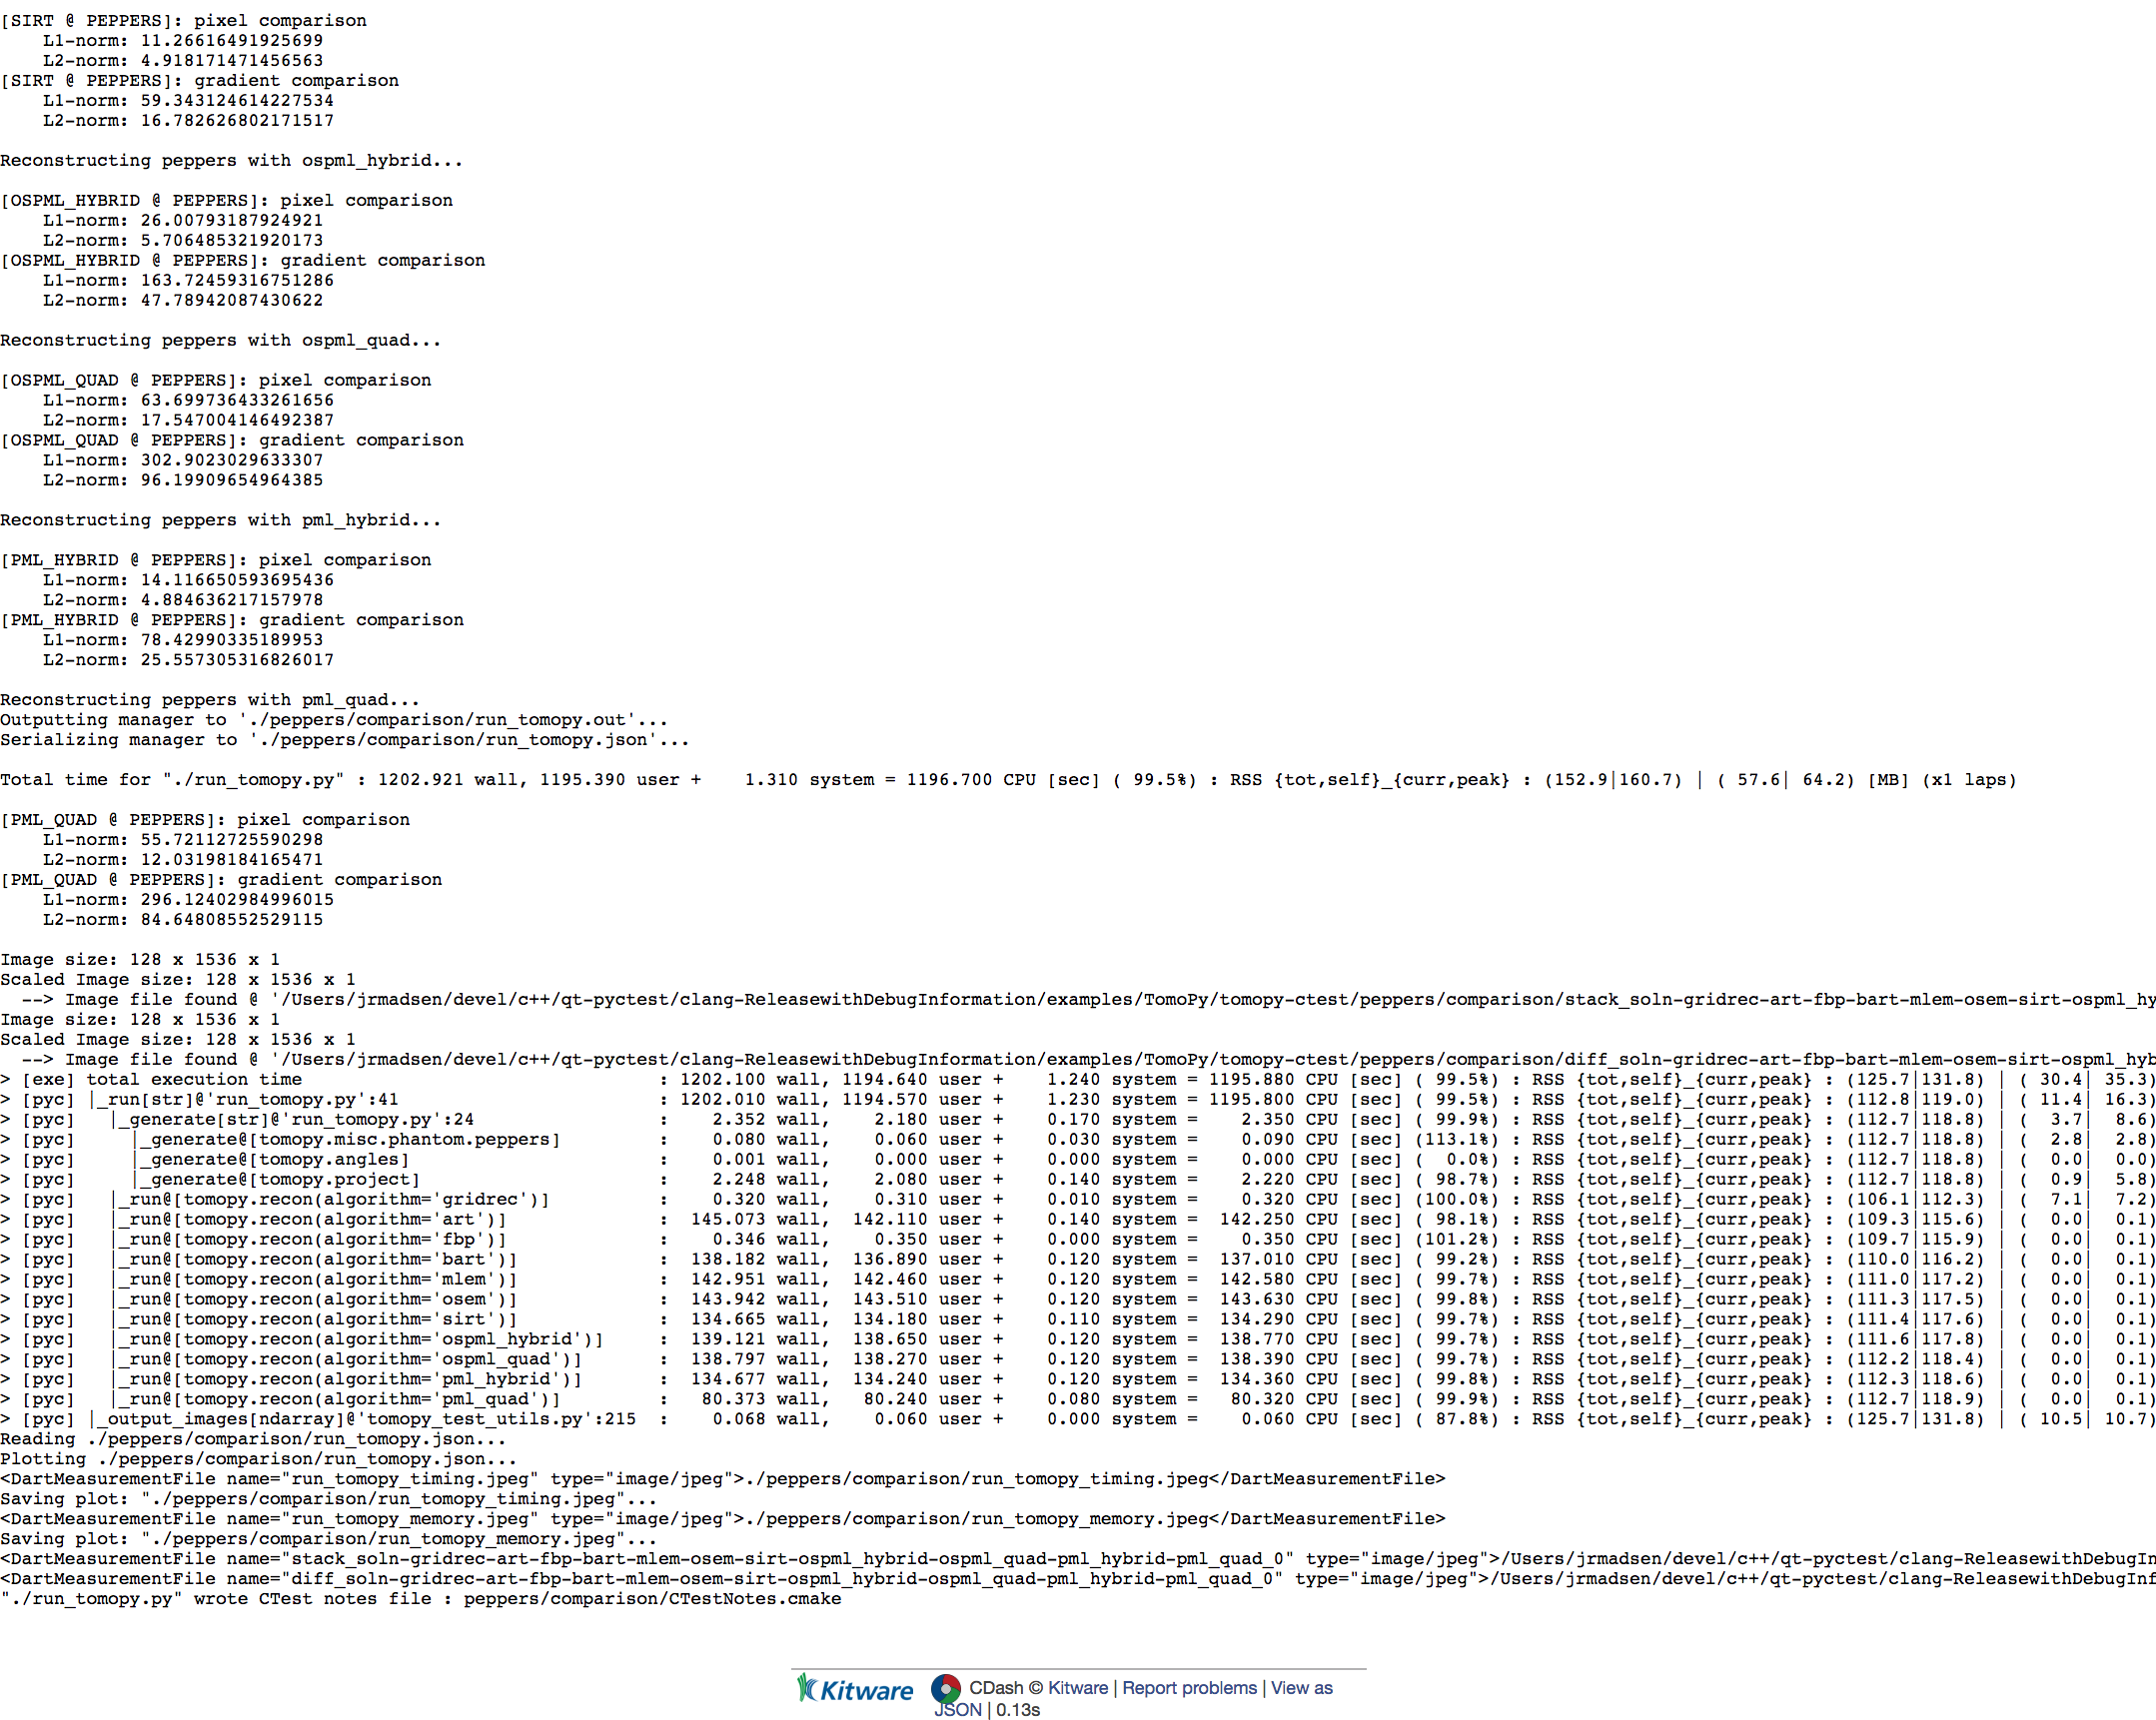 [SIRT @ PEPPERS]: pixel comparison
    L1-norm: 11.26616491925699
    L2-norm: 4.918171471456563
[SIRT @ PEPPERS]: gradient comparison
    L1-norm: 59.343124614227534
    L2-norm: 16.782626802171517

Reconstructing peppers with ospml_hybrid...

[OSPML_HYBRID @ PEPPERS]: pixel comparison
    L1-norm: 26.00793187924921
    L2-norm: 5.706485321920173
[OSPML_HYBRID @ PEPPERS]: gradient comparison
    L1-norm: 163.72459316751286
    L2-norm: 47.78942087430622

Reconstructing peppers with ospml_quad...

[OSPML_QUAD @ PEPPERS]: pixel comparison
    L1-norm: 63.699736433261656
    L2-norm: 17.547004146492387
[OSPML_QUAD @ PEPPERS]: gradient comparison
    L1-norm: 302.9023029633307
    L2-norm: 96.19909654964385

Reconstructing peppers with pml_hybrid...

[PML_HYBRID @ PEPPERS]: pixel comparison
    L1-norm: 14.116650593695436
    L2-norm: 4.884636217157978
[PML_HYBRID @ PEPPERS]: gradient comparison
    L1-norm: 78.42990335189953
    L2-norm: 25.557305316826017

Reconstructing peppers with pml_quad...
Outputting manager to './peppers/comparison/run_tomopy.out'...
Serializing manager to './peppers/comparison/run_tomopy.json'...

Total time for "./run_tomopy.py" : 1202.921 wall, 1195.390 user +    1.310 system = 1196.700 CPU [sec] ( 99.5%) : RSS {tot,self}_{curr,peak} : (152.9|160.7) | ( 57.6| 64.2) [MB] (x1 laps)

[PML_QUAD @ PEPPERS]: pixel comparison
    L1-norm: 55.72112725590298
    L2-norm: 12.03198184165471
[PML_QUAD @ PEPPERS]: gradient comparison
    L1-norm: 296.12402984996015
    L2-norm: 84.64808552529115

Image size: 128 x 1536 x 1
Scaled Image size: 128 x 1536 x 1
  --> Image file found @ '/Users/jrmadsen/devel/c++/qt-pyctest/clang-ReleasewithDebugInformation/examples/TomoPy/tomopy-ctest/peppers/comparison/stack_soln-gridrec-art-fbp-bart-mlem-osem-sirt-ospml_hy
Image size: 128 x 1536 x 1
Scaled Image size: 128 x 1536 x 1
  --> Image file found @ '/Users/jrmadsen/devel/c++/qt-pyctest/clang-ReleasewithDebugInformation/examples/TomoPy/tomopy-ctest/peppers/comparison/diff_soln-gridrec-art-fbp-bart-mlem-osem-sirt-ospml_hyb
> [exe] total execution time                                 : 1202.100 wall, 1194.640 user +    1.240 system = 1195.880 CPU [sec] ( 99.5%) : RSS {tot,self}_{curr,peak} : (125.7|131.8) | ( 30.4| 35.3)
> [pyc] |_run[str]@'run_tomopy.py':41                        : 1202.010 wall, 1194.570 user +    1.230 system = 1195.800 CPU [sec] ( 99.5%) : RSS {tot,self}_{curr,peak} : (112.8|119.0) | ( 11.4| 16.3)
> [pyc]   |_generate[str]@'run_tomopy.py':24                 :    2.352 wall,    2.180 user +    0.170 system =    2.350 CPU [sec] ( 99.9%) : RSS {tot,self}_{curr,peak} : (112.7|118.8) | (  3.7|  8.6)
> [pyc]     |_generate@[tomopy.misc.phantom.peppers]         :    0.080 wall,    0.060 user +    0.030 system =    0.090 CPU [sec] (113.1%) : RSS {tot,self}_{curr,peak} : (112.7|118.8) | (  2.8|  2.8)
> [pyc]     |_generate@[tomopy.angles]                       :    0.001 wall,    0.000 user +    0.000 system =    0.000 CPU [sec] (  0.0%) : RSS {tot,self}_{curr,peak} : (112.7|118.8) | (  0.0|  0.0)
> [pyc]     |_generate@[tomopy.project]                      :    2.248 wall,    2.080 user +    0.140 system =    2.220 CPU [sec] ( 98.7%) : RSS {tot,self}_{curr,peak} : (112.7|118.8) | (  0.9|  5.8)
> [pyc]   |_run@[tomopy.recon(algorithm='gridrec')]          :    0.320 wall,    0.310 user +    0.010 system =    0.320 CPU [sec] (100.0%) : RSS {tot,self}_{curr,peak} : (106.1|112.3) | (  7.1|  7.2)
> [pyc]   |_run@[tomopy.recon(algorithm='art')]              :  145.073 wall,  142.110 user +    0.140 system =  142.250 CPU [sec] ( 98.1%) : RSS {tot,self}_{curr,peak} : (109.3|115.6) | (  0.0|  0.1)
> [pyc]   |_run@[tomopy.recon(algorithm='fbp')]              :    0.346 wall,    0.350 user +    0.000 system =    0.350 CPU [sec] (101.2%) : RSS {tot,self}_{curr,peak} : (109.7|115.9) | (  0.0|  0.1)
> [pyc]   |_run@[tomopy.recon(algorithm='bart')]             :  138.182 wall,  136.890 user +    0.120 system =  137.010 CPU [sec] ( 99.2%) : RSS {tot,self}_{curr,peak} : (110.0|116.2) | (  0.0|  0.1)
> [pyc]   |_run@[tomopy.recon(algorithm='mlem')]             :  142.951 wall,  142.460 user +    0.120 system =  142.580 CPU [sec] ( 99.7%) : RSS {tot,self}_{curr,peak} : (111.0|117.2) | (  0.0|  0.1)
> [pyc]   |_run@[tomopy.recon(algorithm='osem')]             :  143.942 wall,  143.510 user +    0.120 system =  143.630 CPU [sec] ( 99.8%) : RSS {tot,self}_{curr,peak} : (111.3|117.5) | (  0.0|  0.1)
> [pyc]   |_run@[tomopy.recon(algorithm='sirt')]             :  134.665 wall,  134.180 user +    0.110 system =  134.290 CPU [sec] ( 99.7%) : RSS {tot,self}_{curr,peak} : (111.4|117.6) | (  0.0|  0.1)
> [pyc]   |_run@[tomopy.recon(algorithm='ospml_hybrid')]     :  139.121 wall,  138.650 user +    0.120 system =  138.770 CPU [sec] ( 99.7%) : RSS {tot,self}_{curr,peak} : (111.6|117.8) | (  0.0|  0.1)
> [pyc]   |_run@[tomopy.recon(algorithm='ospml_quad')]       :  138.797 wall,  138.270 user +    0.120 system =  138.390 CPU [sec] ( 99.7%) : RSS {tot,self}_{curr,peak} : (112.2|118.4) | (  0.0|  0.1)
> [pyc]   |_run@[tomopy.recon(algorithm='pml_hybrid')]       :  134.677 wall,  134.240 user +    0.120 system =  134.360 CPU [sec] ( 99.8%) : RSS {tot,self}_{curr,peak} : (112.3|118.6) | (  0.0|  0.1)
> [pyc]   |_run@[tomopy.recon(algorithm='pml_quad')]         :   80.373 wall,   80.240 user +    0.080 system =   80.320 CPU [sec] ( 99.9%) : RSS {tot,self}_{curr,peak} : (112.7|118.9) | (  0.0|  0.1)
> [pyc] |_output_images[ndarray]@'tomopy_test_utils.py':215  :    0.068 wall,    0.060 user +    0.000 system =    0.060 CPU [sec] ( 87.8%) : RSS {tot,self}_{curr,peak} : (125.7|131.8) | ( 10.5| 10.7)
Reading ./peppers/comparison/run_tomopy.json...
Plotting ./peppers/comparison/run_tomopy.json...
<DartMeasurementFile name="run_tomopy_timing.jpeg" type="image/jpeg">./peppers/comparison/run_tomopy_timing.jpeg</DartMeasurementFile>
Saving plot: "./peppers/comparison/run_tomopy_timing.jpeg"...
<DartMeasurementFile name="run_tomopy_memory.jpeg" type="image/jpeg">./peppers/comparison/run_tomopy_memory.jpeg</DartMeasurementFile>
Saving plot: "./peppers/comparison/run_tomopy_memory.jpeg"...
<DartMeasurementFile name="stack_soln-gridrec-art-fbp-bart-mlem-osem-sirt-ospml_hybrid-ospml_quad-pml_hybrid-pml_quad_0" type="image/jpeg">/Users/jrmadsen/devel/c++/qt-pyctest/clang-ReleasewithDebugIn
<DartMeasurementFile name="diff_soln-gridrec-art-fbp-bart-mlem-osem-sirt-ospml_hybrid-ospml_quad-pml_hybrid-pml_quad_0" type="image/jpeg">/Users/jrmadsen/devel/c++/qt-pyctest/clang-ReleasewithDebugInf
"./run_tomopy.py" wrote CTest notes file : peppers/comparison/CTestNotes.cmake

Kitware CDash © Kitware | Report problems | View as
JSON | 0.13s